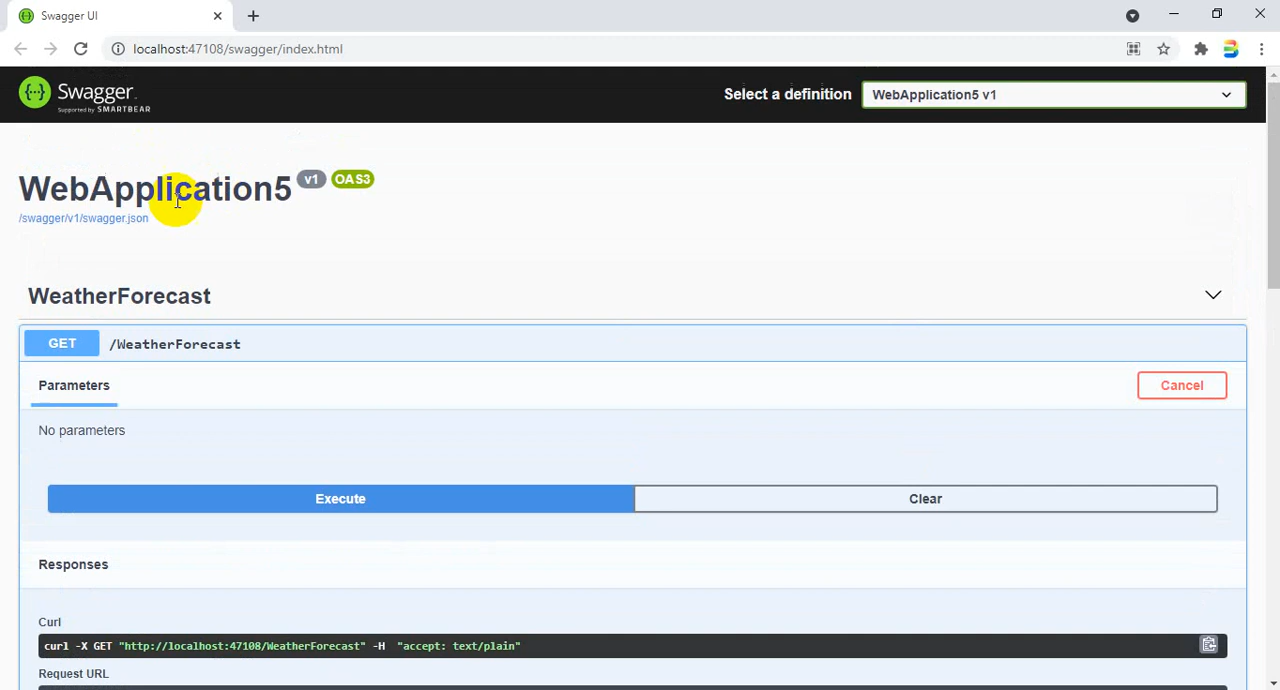 Swagger UI
localhost:47108/swagger/index.html
Swagger.
Supported by SMARTBEAR
Select a definition
WebApplication5 v1
WebApplication5 v1 OAS3
/swagger/v1/swagger.json
WeatherForecast
GET /WeatherForecast
Parameters
Cancel
No parameters
Execute
Clear
Responses
Curl
curl -X GET "http://localhost:47108/WeatherForecast" -H  "accept: text/plain"
Request URL